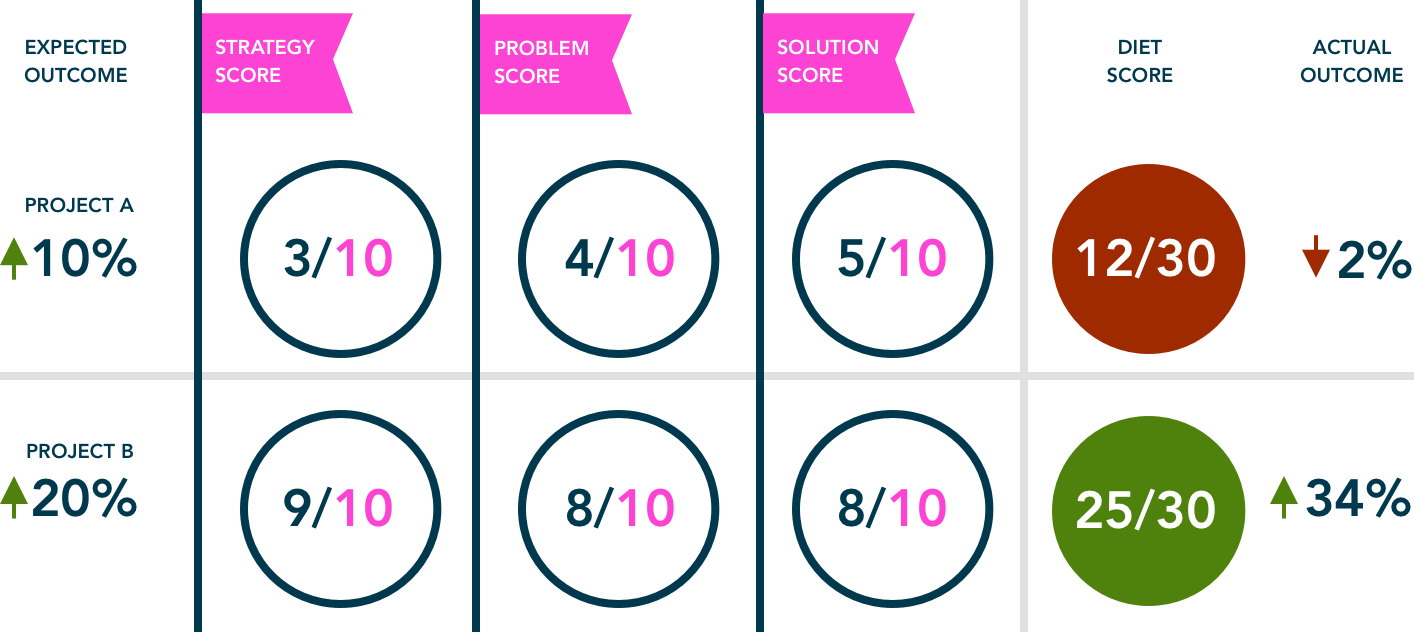 EXPECTED
OUTCOME
STRATEGY
SCORE
PROBLEM
SCORE
SOLUTION
SCORE
DIET
SCORE
ACTUAL
OUTCOME
PROJECT A
10%
3/10
4/10
5/10
12/30
2%
PROJECT B
20%
9/10
8/10
8/10
25/30
34%